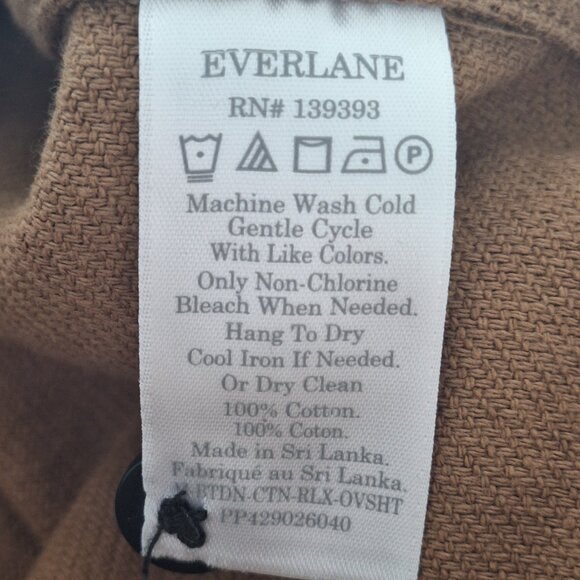 EVERLANE
RN# 139393
P
Machine Wash Cold
Gentle Cycle
With Like Colors.
Only Non-Chlorine
Bleach When Needed.
Hang To Dry
Cool Iron If Needed.
Or Dry Clean
100% Cotton.
100% Coton.
Made in Sri Lanka.
Fabriqué au Sri Lanka.
BTDN-CTN-RLX-OVSHT
PP429026040